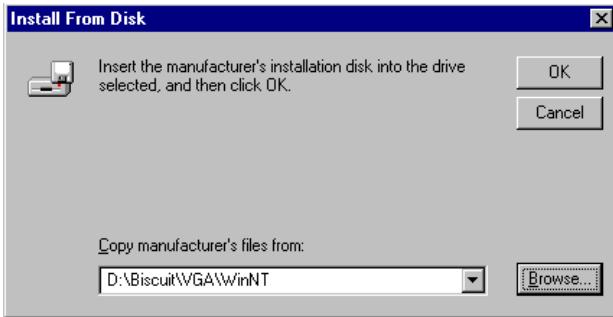 Install From Disk
Insert the manufacturer's installation disk into the drive
selected, and then click OK.
OK
Cancel
Copy manufacturer's files from:
D:\Biscuit\VGA\WinNT
Browse...